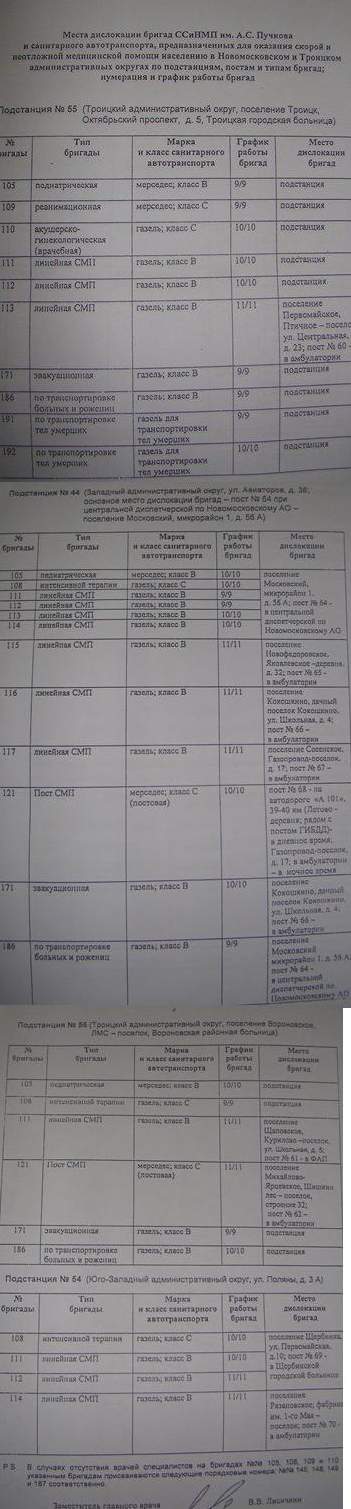 Места дислокации бригад ССиНМП им. А.С. Пучкова
и санитарного автотранспорта, предназначенных для оказания скорой и
неотложной медицинской помощи населению в Новомосковском и Троицком
административных округах по подстанциям, постам и типам бригад;
нумерация и график работы бригад
Подстанция № 55 (Троицкий административный округ, поселение Троицк,
Октябрьский проспект, д. 5, Троицкая городская больница)
№ бригады Тип бригады Марка и класс санитарного автотранспорта График работы бригад Место дислокации бригад
105 педиатрическая мерседес; класс В 9/9 подстанция
109 реанимационная мерседес; класс С 9/9 подстанция
110 акушерско-гинекологическая (врачебная) газель; класс С 10/10 подстанция
111 линейная СМП газель; класс В 10/10 подстанция
112 линейная СМП газель; класс В 10/10 подстанция
113 линейная СМП газель; класс В 11/11 поселение
Первомайское,
Птичное – поселок
ул. Центральная,
д. 23; пост № 60 -
в амбулатории
171 эвакуационная газель; класс В 9/9 подстанция
186 по транспортировке больных и рожениц газель; класс В 9/9 подстанция
191 по транспортировке тел умерших газель для транспортировки тел умерших 9/9 подстанция
192 по транспортировке тел умерших газель для транспортировки тел умерших 10/10 подстанция
Подстанция № 44 (Западный административный округ, ул. Авиаторов, д. 38;
основное место дислокации бригад – пост № 64 при
центральной диспетчерской по Новомосковскому АО –
поселение Московский, микрорайон 1, д. 56 А)
№ бригады Тип бригады Марка и класс санитарного автотранспорта График работы бригад Место дислокации бригад
105 педиатрическая мерседес; класс В 10/10 поселение
108 интенсивной терапии газель; класс С 10/10 Московский,
111 линейная СМП газель; класс В 9/9 микрорайон 1,
112 линейная СМП газель; класс В 9/9 д. 56 А; пост № 64 -
113 линейная СМП газель; класс В 10/10 в центральной
114 линейная СМП газель; класс В 10/10 диспетчерской по
Новомосковскому АО
115 линейная СМП газель; класс В 11/11 поселение
Новофедоровское,
Яковлевское –деревня,
д. 32; пост № 65 -
в амбулатории
116 линейная СМП газель; класс В 11/11 поселение
Кокошкино, дачный
поселок Кокошкино,
ул. Школьная, д. 4;
пост № 66 –
в амбулатории
117 линейная СМП газель; класс В 11/11 поселение Сосенское,
Газопровод-поселок,
д. 17; пост № 67 –
в амбулатории
121 Пост СМП мерседес; класс С (постовая) 10/10 пост № 68 - на
автодороге «А 101»,
39-40 км (Летово -
деревня; рядом с
постом ГИБДД)-
в дневное время,
Газопровод-поселок,
д. 17; в амбулатории
– в ночное время
171 эвакуационная газель; класс В 10/10 поселение
Кокошкино, дачный
поселок Кокошкино,
ул. Школьная, д. 4,
пост № 66 –
в амбулатории
186 по транспортировке больных и рожениц газель; класс В 9/9 поселение
Московский
микрорайон 1, д. 56 А,
пост № 64 -
в центральной
диспетчерской по
Новомосковскому АО
Подстанция № 56 (Троицкий административный округ, поселение Вороновское,
ЛМС – поселок, Вороновская районная больница)
№ бригады Тип бригады Марка и класс санитарного автотранспорта График работы бригад Место дислокации бригад
105 педиатрическая мерседес; класс В 10/10 подстанция
108 интенсивной терапии газель; класс С 9/9 подстанция
111 линейная СМП газель; класс В 11/11 поселение
Щаповское,
Курилово –поселок,
ул. Школьная, д. 5;
пост № 61 - в ФАП
121 Пост СМП мерседес; класс С (постовая) 11/11 поселение
Михайлово-
Ярцевское, Шишкин
лес – поселок,
строение 32;
пост № 62 –
в амбулатории
171 эвакуационная газель; класс В 9/9 подстанция
186 по транспортировке больных и рожениц газель; класс В 10/10 подстанция
Подстанция № 54 (Юго-Западный административный округ, ул. Поляны, д. 3 А)
№ бригады Тип бригады Марка и класс санитарного автотранспорта График работы бригад Место дислокации бригад
108 интенсивной терапии газель; класс С 10/10 поселение Щербинка,
ул. Первомайская,
111 линейная СМП газель; класс В 10/10 д.10; пост № 69 -
в Щербинской
112 линейная СМП газель; класс В 11/11 городской больнице
114 линейная СМП газель; класс В 11/11 поселение
Рязановское, фабрики
им. 1-го Мая –
поселок; пост № 70 -
в амбулатории
P S В случаях отсутствия врачей специалистов на бригадах №№ 105, 108, 109 и 110
указанным бригадам присваиваются следующие порядковые номера: №№ 145, 148, 149
и 167 соответственно.
Заместитель главного врача В.В. Лисичкин